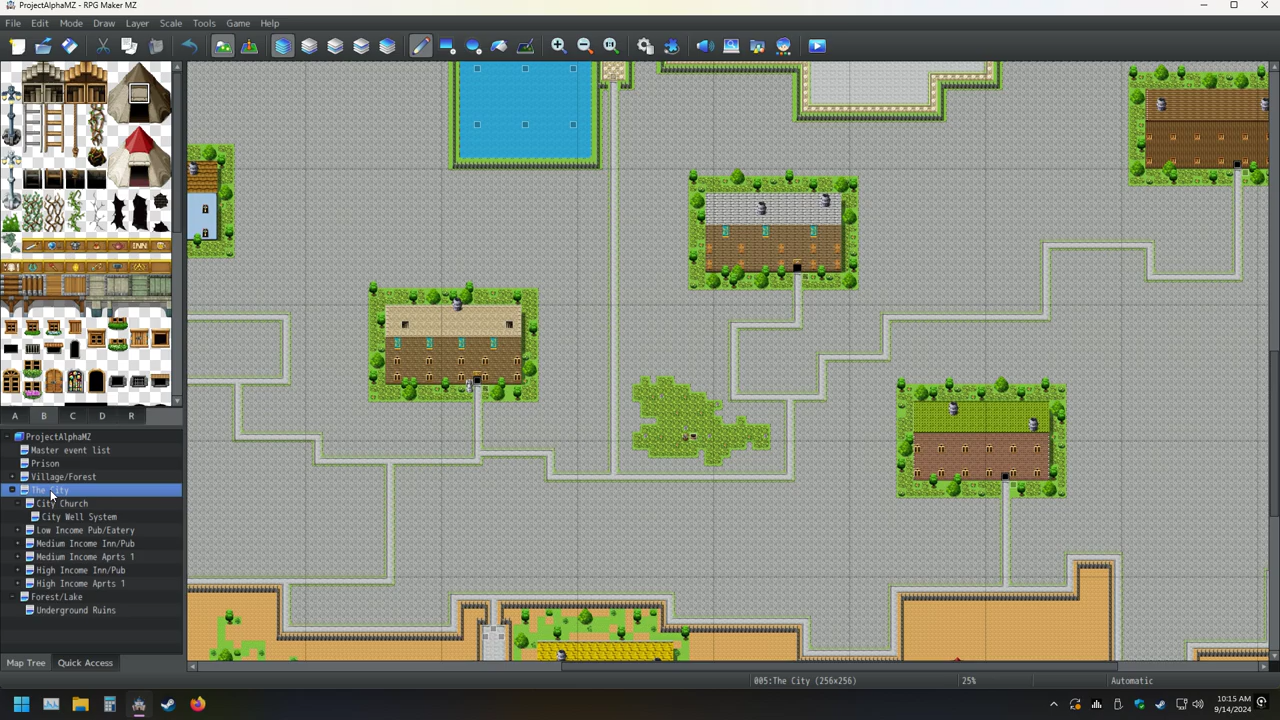 ProjectAlphaMZ - RPG Maker MZ
File Edit Mode Draw Layer Scale Tools Game Help
INN
A B C D R
ProjectAlphaMZ
Master event list
Prison
Village/Forest
The City
City Church
City Well System
Low Income Pub/Eatery
Medium Income Inn/Pub
Medium Income Aprts 1
High Income Inn/Pub
High Income Aprts 1
Forest/Lake
Underground Ruins
Map Tree Quick Access
005:The City (256x256) 25% Automatic
10:15 AM
9/14/2024